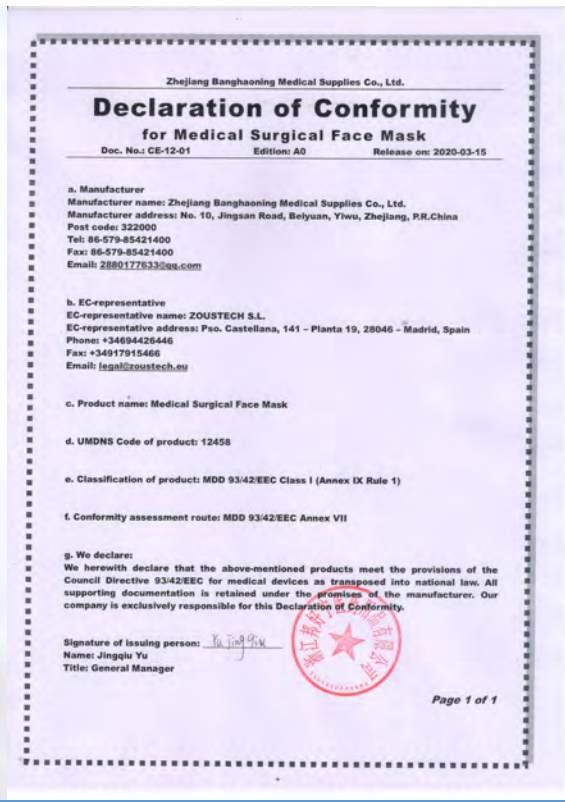 Zhejiang Banghaoning Medical Supplies Co., Ltd.
Declaration of Conformity
for Medical Surgical Face Mask
Doc. No.: CE-12-01 Edition: A0 Release on: 2020-03-15
a. Manufacturer
Manufacturer name: Zhejiang Banghaoning Medical Supplies Co., Ltd.
Manufacturer address: No. 10, Jingsan Road, Beiyuan, Yiwu, Zhejiang, P.R.China
Post code: 322000
Tel: 86-579-85421400
Fax: 86-579-85421400
Email: 2880177633@qq.com
b. EC-representative
EC-representative name: ZOUSTECH S.L.
EC-representative address: Pso. Castellana, 141 – Planta 19, 28046 – Madrid, Spain
Phone: +34694426446
Fax: +34917915466
Email: legal@zoustech.eu
c. Product name: Medical Surgical Face Mask
d. UMDNS Code of product: 12458
e. Classification of product: MDD 93/42/EEC Class I (Annex IX Rule 1)
f. Conformity assessment route: MDD 93/42/EEC Annex VII
g. We declare:
We herewith declare that the above-mentioned products meet the provisions of the
Council Directive 93/42/EEC for medical devices as transposed into national law. All
supporting documentation is retained under the promises of the manufacturer. Our
company is exclusively responsible for this Declaration of Conformity.
Signature of issuing person: Yu Jing Qiu
Name: Jingqiu Yu
Title: General Manager
Page 1 of 1